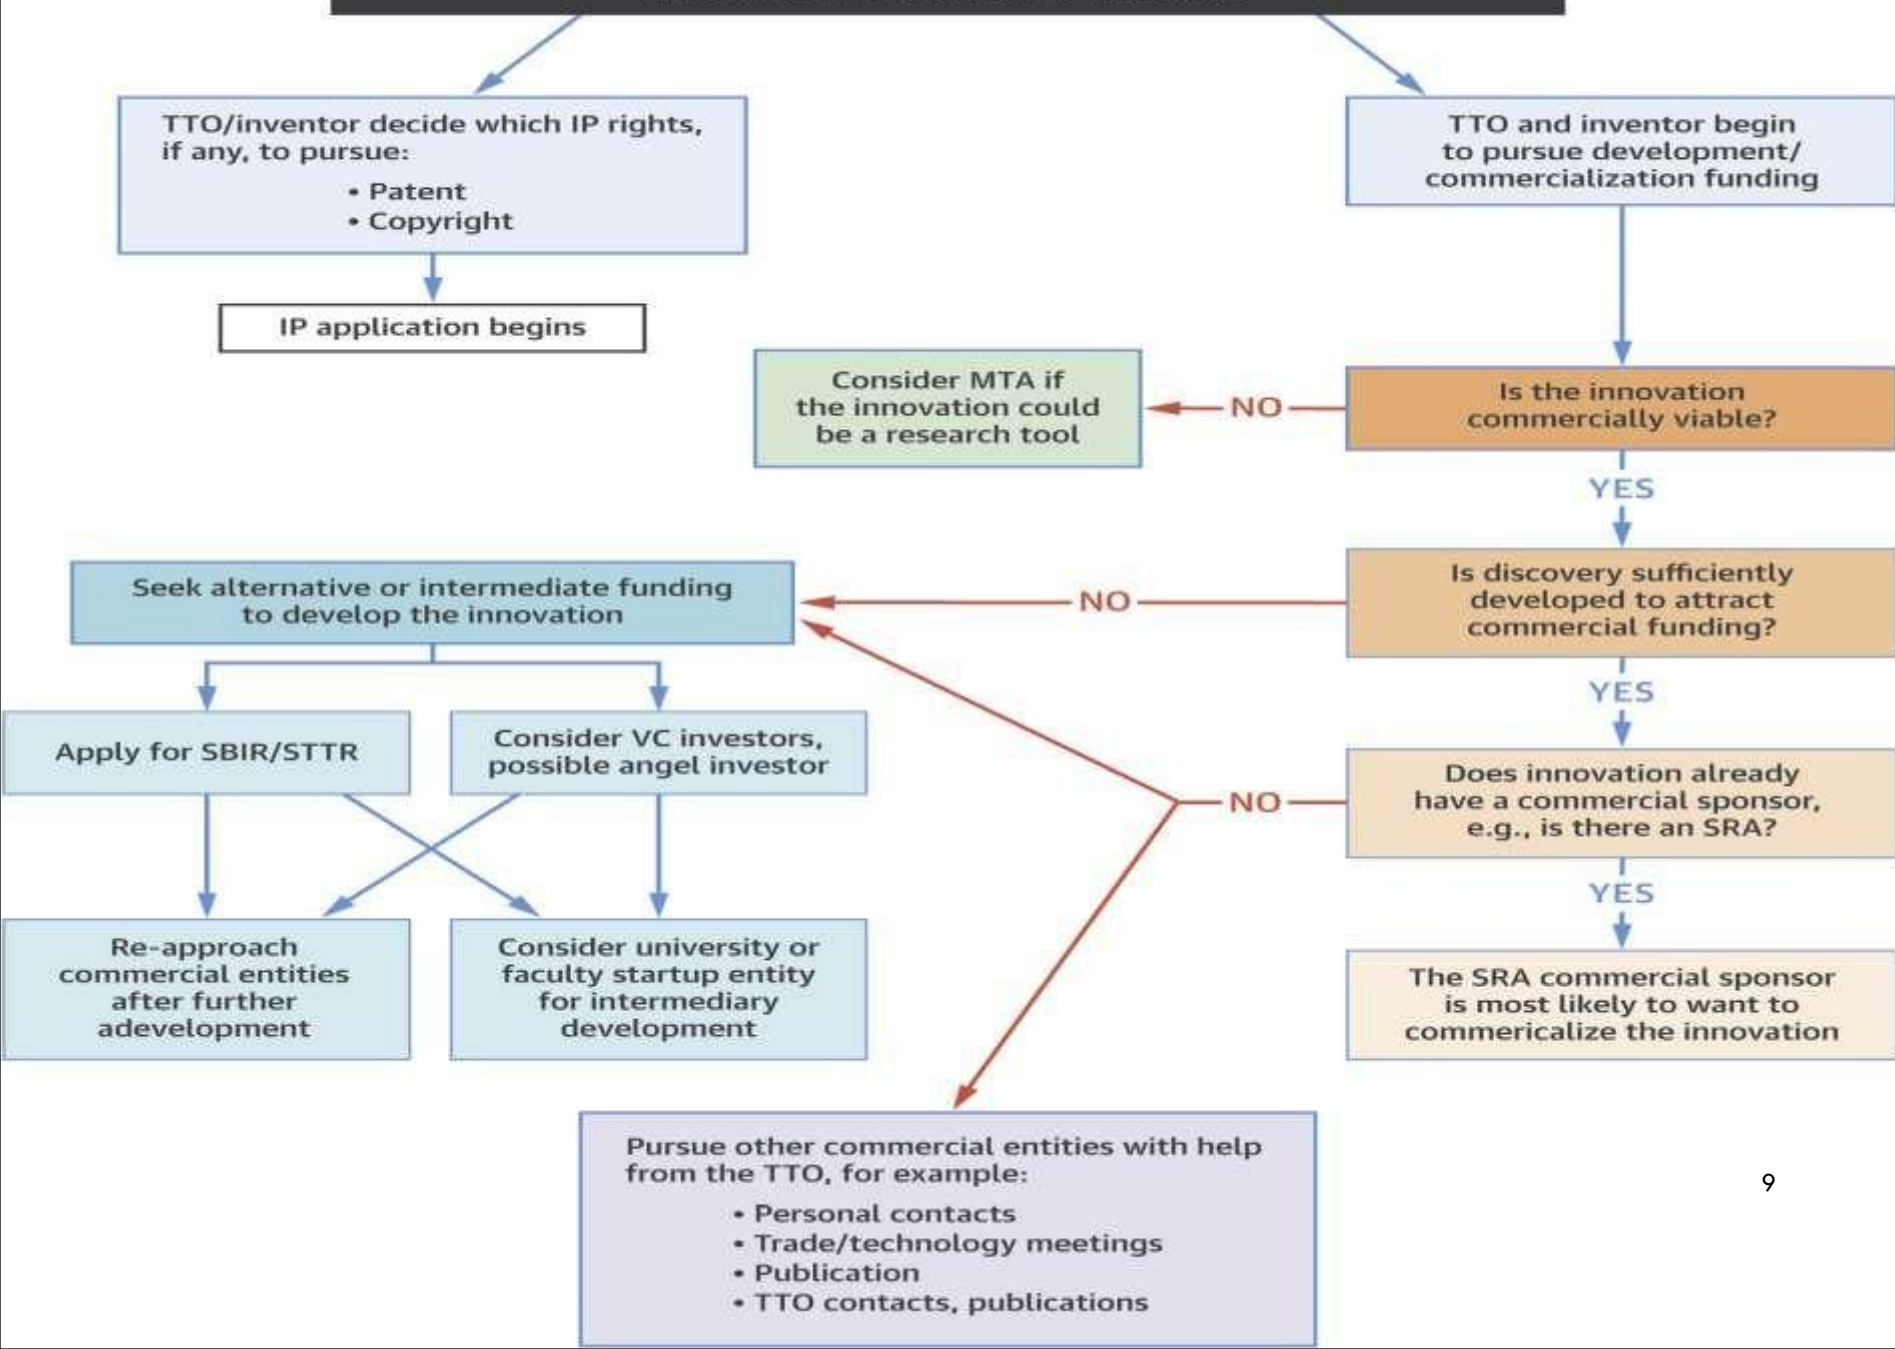 TTO/inventor decide which IP rights,
if any, to pursue:
• Patent
• Copyright
IP application begins
TTO and inventor begin
to pursue development/
commercialization funding
Is the innovation
commercially viable?
NO
Consider MTA if
the innovation could
be a research tool
YES
Is discovery sufficiently
developed to attract
commercial funding?
NO
Seek alternative or intermediate funding
to develop the innovation
Apply for SBIR/STTR
Consider VC investors,
possible angel investor
Re-approach
commercial entities
after further
adevelopment
Consider university or
faculty startup entity
for intermediary
development
YES
Does innovation already
have a commercial sponsor,
e.g., is there an SRA?
NO
YES
The SRA commercial sponsor
is most likely to want to
commericalize the innovation
Pursue other commercial entities with help
from the TTO, for example:
• Personal contacts
• Trade/technology meetings
• Publication
• TTO contacts, publications
9